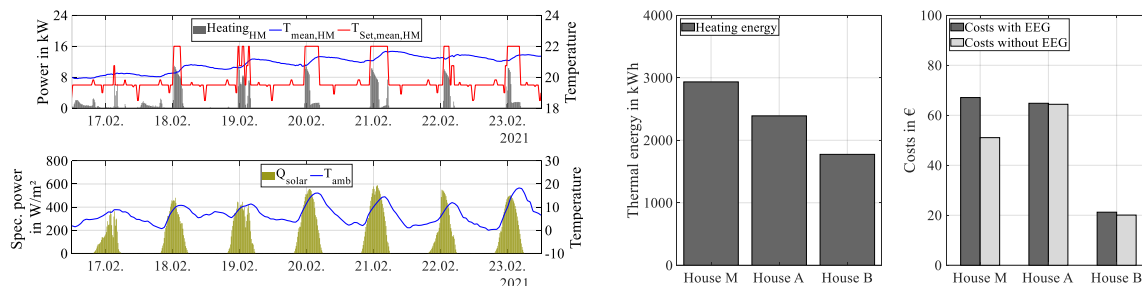 Heating_HM T_mean,HM T_Set,mean,HM
Power in kW
16
12
8
4
0
24
22
20
18
Temperature
17.02. 18.02. 19.02. 20.02. 21.02. 22.02. 23.02.
2021
Q_solar T_amb
Spec. power
in W/m²
800
600
400
200
0
30
20
10
0
-10
Temperature
17.02. 18.02. 19.02. 20.02. 21.02. 22.02. 23.02.
2021
Heating energy
Thermal energy in kWh
4000
3000
2000
1000
0
House M House A House B
Costs with EEG
Costs without EEG
Costs in €
100
80
60
40
20
0
House M House A House B